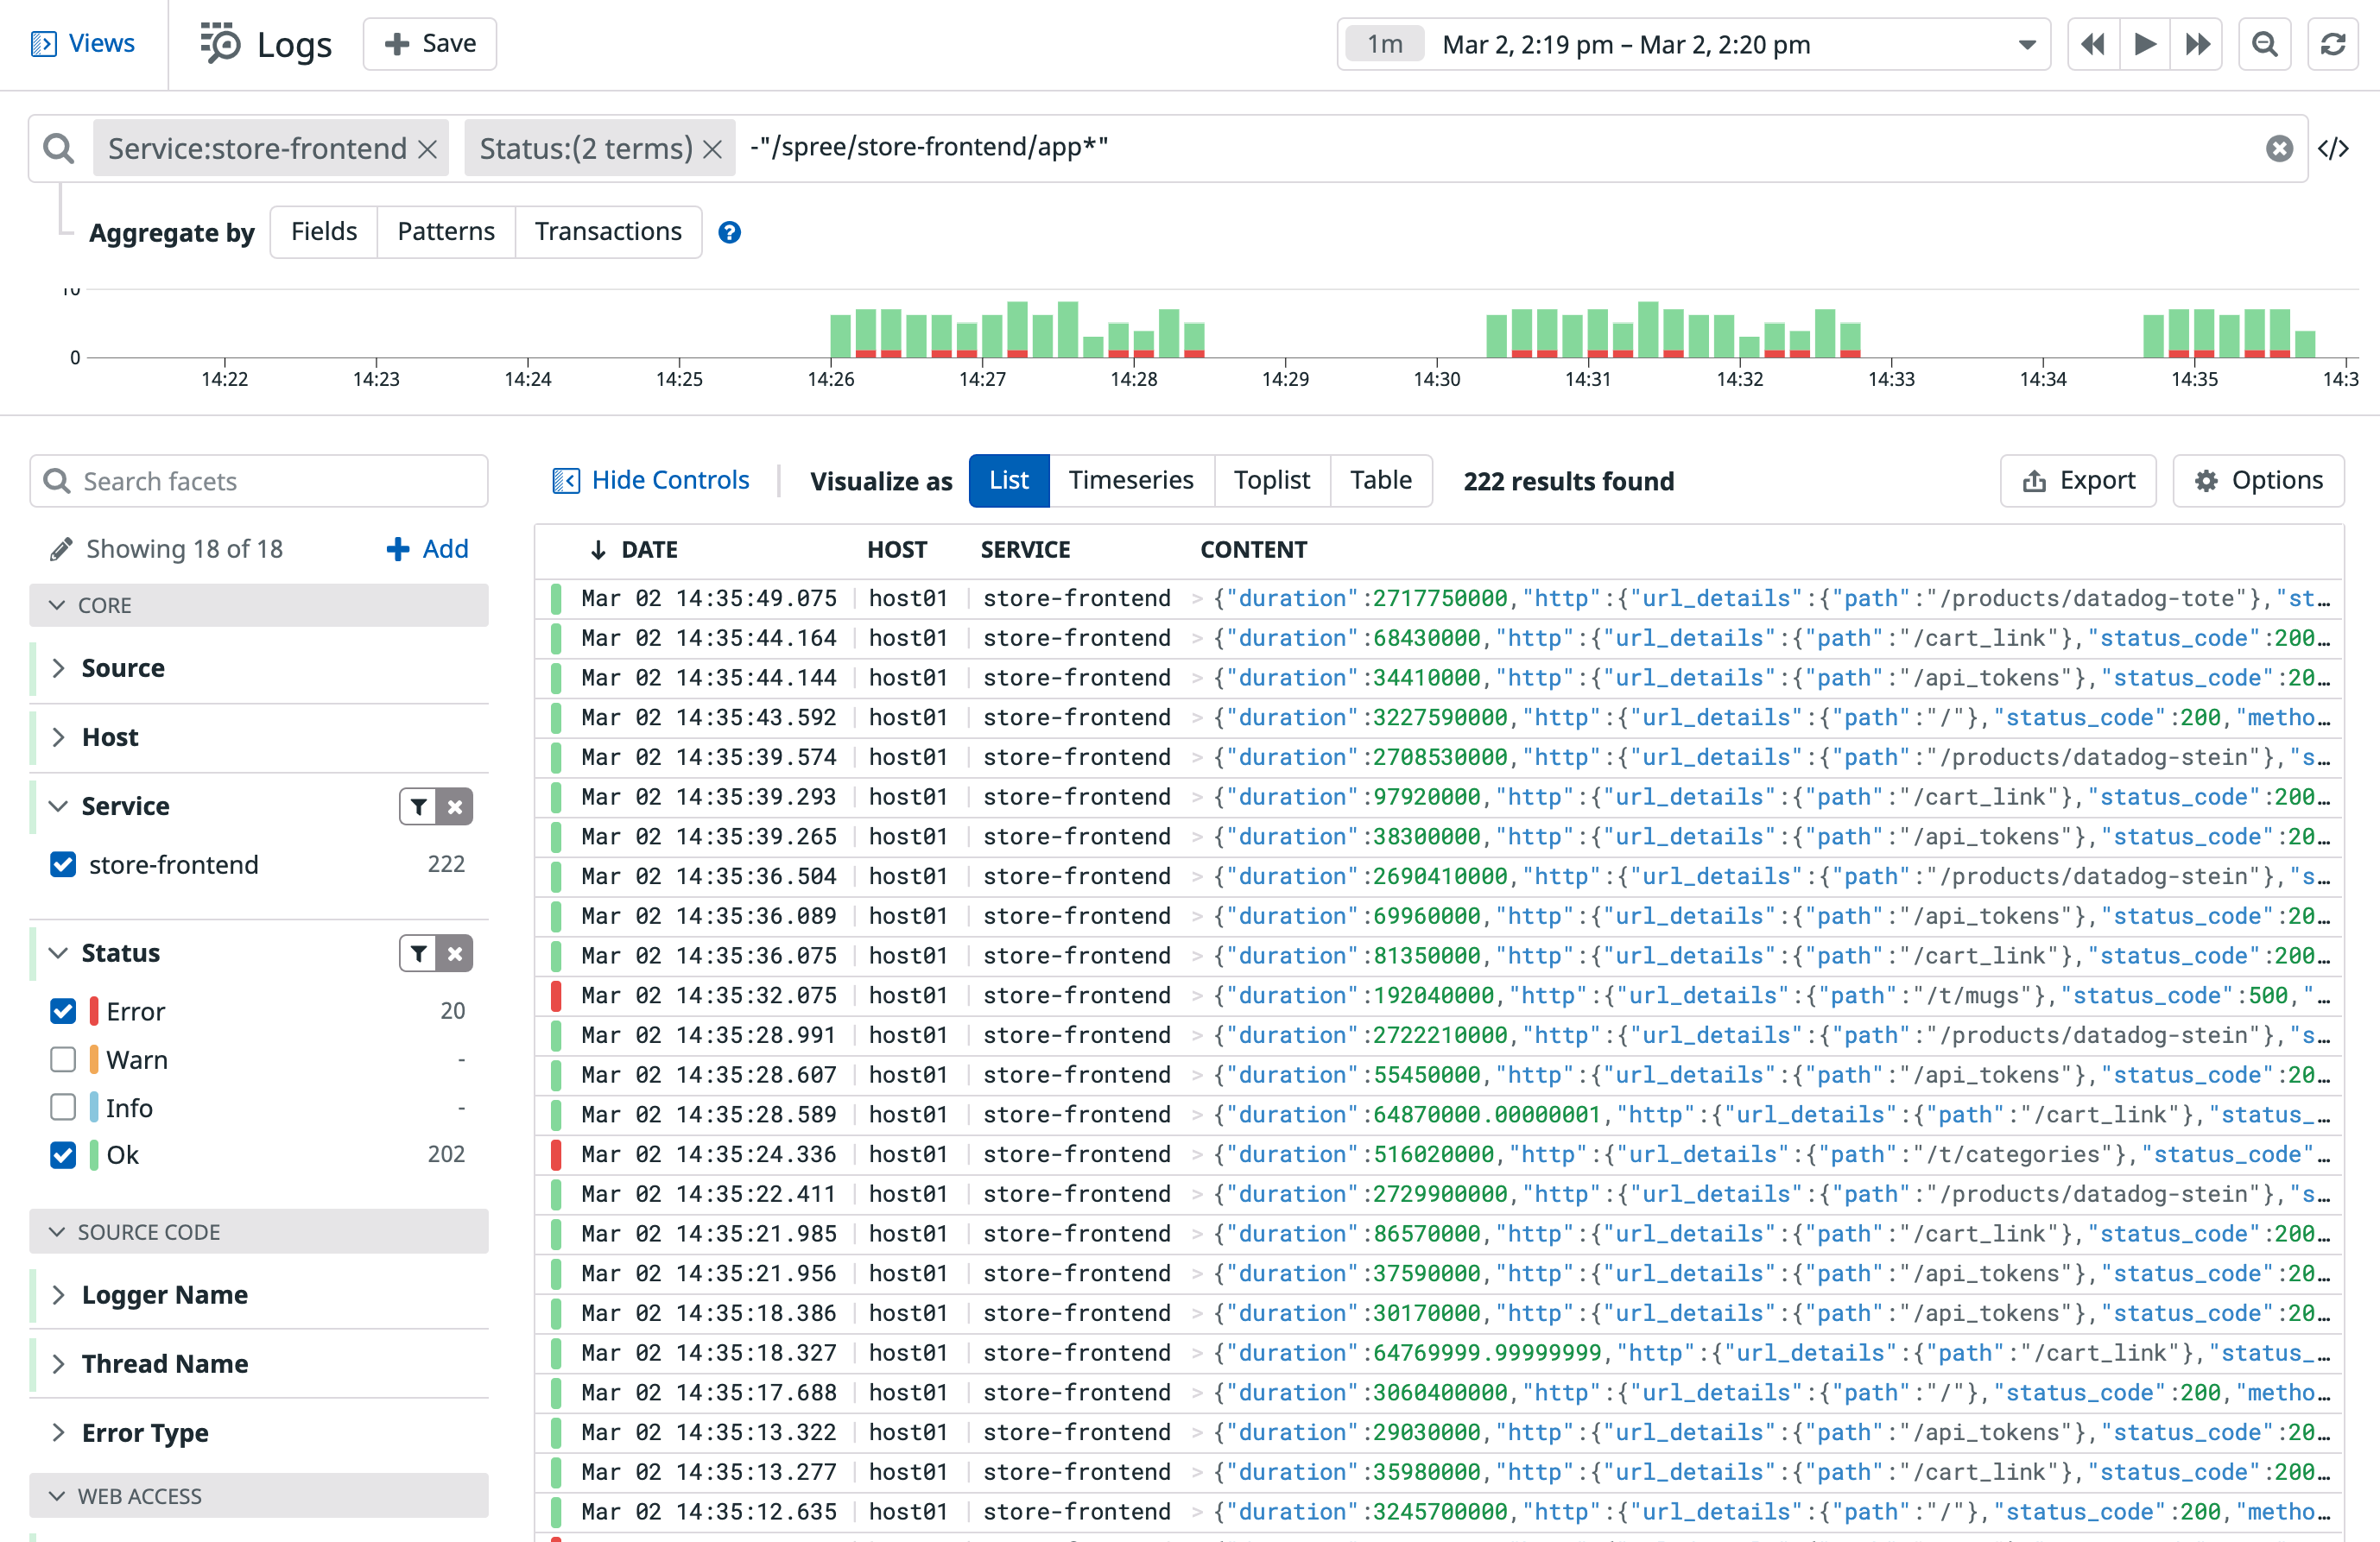 Views
Logs
Save
1m Mar 2, 2:19 pm – Mar 2, 2:20 pm
Service:store-frontend Status:(2 terms) -"/spree/store-frontend/app*"
</>
Aggregate by Fields Patterns Transactions ?
10
0
14:22 14:23 14:24 14:25 14:26 14:27 14:28 14:29 14:30 14:31 14:32 14:33 14:34 14:35 14:3
Search facets
Showing 18 of 18 Add
CORE
Source
Host
Service
store-frontend 222
Status
Error 20
Warn -
Info -
Ok 202
SOURCE CODE
Logger Name
Thread Name
Error Type
WEB ACCESS
Hide Controls Visualize as List Timeseries Toplist Table 222 results found Export Options
DATE HOST SERVICE CONTENT
Mar 02 14:35:49.075 host01 store-frontend > {"duration":2717750000,"http":{"url_details":{"path":"/products/datadog-tote"},"st…
Mar 02 14:35:44.164 host01 store-frontend > {"duration":68430000,"http":{"url_details":{"path":"/cart_link"},"status_code":200…
Mar 02 14:35:44.144 host01 store-frontend > {"duration":34410000,"http":{"url_details":{"path":"/api_tokens"},"status_code":20…
Mar 02 14:35:43.592 host01 store-frontend > {"duration":3227590000,"http":{"url_details":{"path":"/"},"status_code":200,"metho…
Mar 02 14:35:39.574 host01 store-frontend > {"duration":2708530000,"http":{"url_details":{"path":"/products/datadog-stein"},"s…
Mar 02 14:35:39.293 host01 store-frontend > {"duration":97920000,"http":{"url_details":{"path":"/cart_link"},"status_code":200…
Mar 02 14:35:39.265 host01 store-frontend > {"duration":38300000,"http":{"url_details":{"path":"/api_tokens"},"status_code":20…
Mar 02 14:35:36.504 host01 store-frontend > {"duration":2690410000,"http":{"url_details":{"path":"/products/datadog-stein"},"s…
Mar 02 14:35:36.089 host01 store-frontend > {"duration":69960000,"http":{"url_details":{"path":"/api_tokens"},"status_code":20…
Mar 02 14:35:36.075 host01 store-frontend > {"duration":81350000,"http":{"url_details":{"path":"/cart_link"},"status_code":200…
Mar 02 14:35:32.075 host01 store-frontend > {"duration":192040000,"http":{"url_details":{"path":"/t/mugs"},"status_code":500,"…
Mar 02 14:35:28.991 host01 store-frontend > {"duration":2722210000,"http":{"url_details":{"path":"/products/datadog-stein"},"s…
Mar 02 14:35:28.607 host01 store-frontend > {"duration":55450000,"http":{"url_details":{"path":"/api_tokens"},"status_code":20…
Mar 02 14:35:28.589 host01 store-frontend > {"duration":64870000.00000001,"http":{"url_details":{"path":"/cart_link"},"status_…
Mar 02 14:35:24.336 host01 store-frontend > {"duration":516020000,"http":{"url_details":{"path":"/t/categories"},"status_code"…
Mar 02 14:35:22.411 host01 store-frontend > {"duration":2729900000,"http":{"url_details":{"path":"/products/datadog-stein"},"s…
Mar 02 14:35:21.985 host01 store-frontend > {"duration":86570000,"http":{"url_details":{"path":"/cart_link"},"status_code":200…
Mar 02 14:35:21.956 host01 store-frontend > {"duration":37590000,"http":{"url_details":{"path":"/api_tokens"},"status_code":20…
Mar 02 14:35:18.386 host01 store-frontend > {"duration":30170000,"http":{"url_details":{"path":"/api_tokens"},"status_code":20…
Mar 02 14:35:18.327 host01 store-frontend > {"duration":64769999.99999999,"http":{"url_details":{"path":"/cart_link"},"status_…
Mar 02 14:35:17.688 host01 store-frontend > {"duration":3060400000,"http":{"url_details":{"path":"/"},"status_code":200,"metho…
Mar 02 14:35:13.322 host01 store-frontend > {"duration":29030000,"http":{"url_details":{"path":"/api_tokens"},"status_code":20…
Mar 02 14:35:13.277 host01 store-frontend > {"duration":35980000,"http":{"url_details":{"path":"/cart_link"},"status_code":200…
Mar 02 14:35:12.635 host01 store-frontend > {"duration":3245700000,"http":{"url_details":{"path":"/"},"status_code":200,"metho…